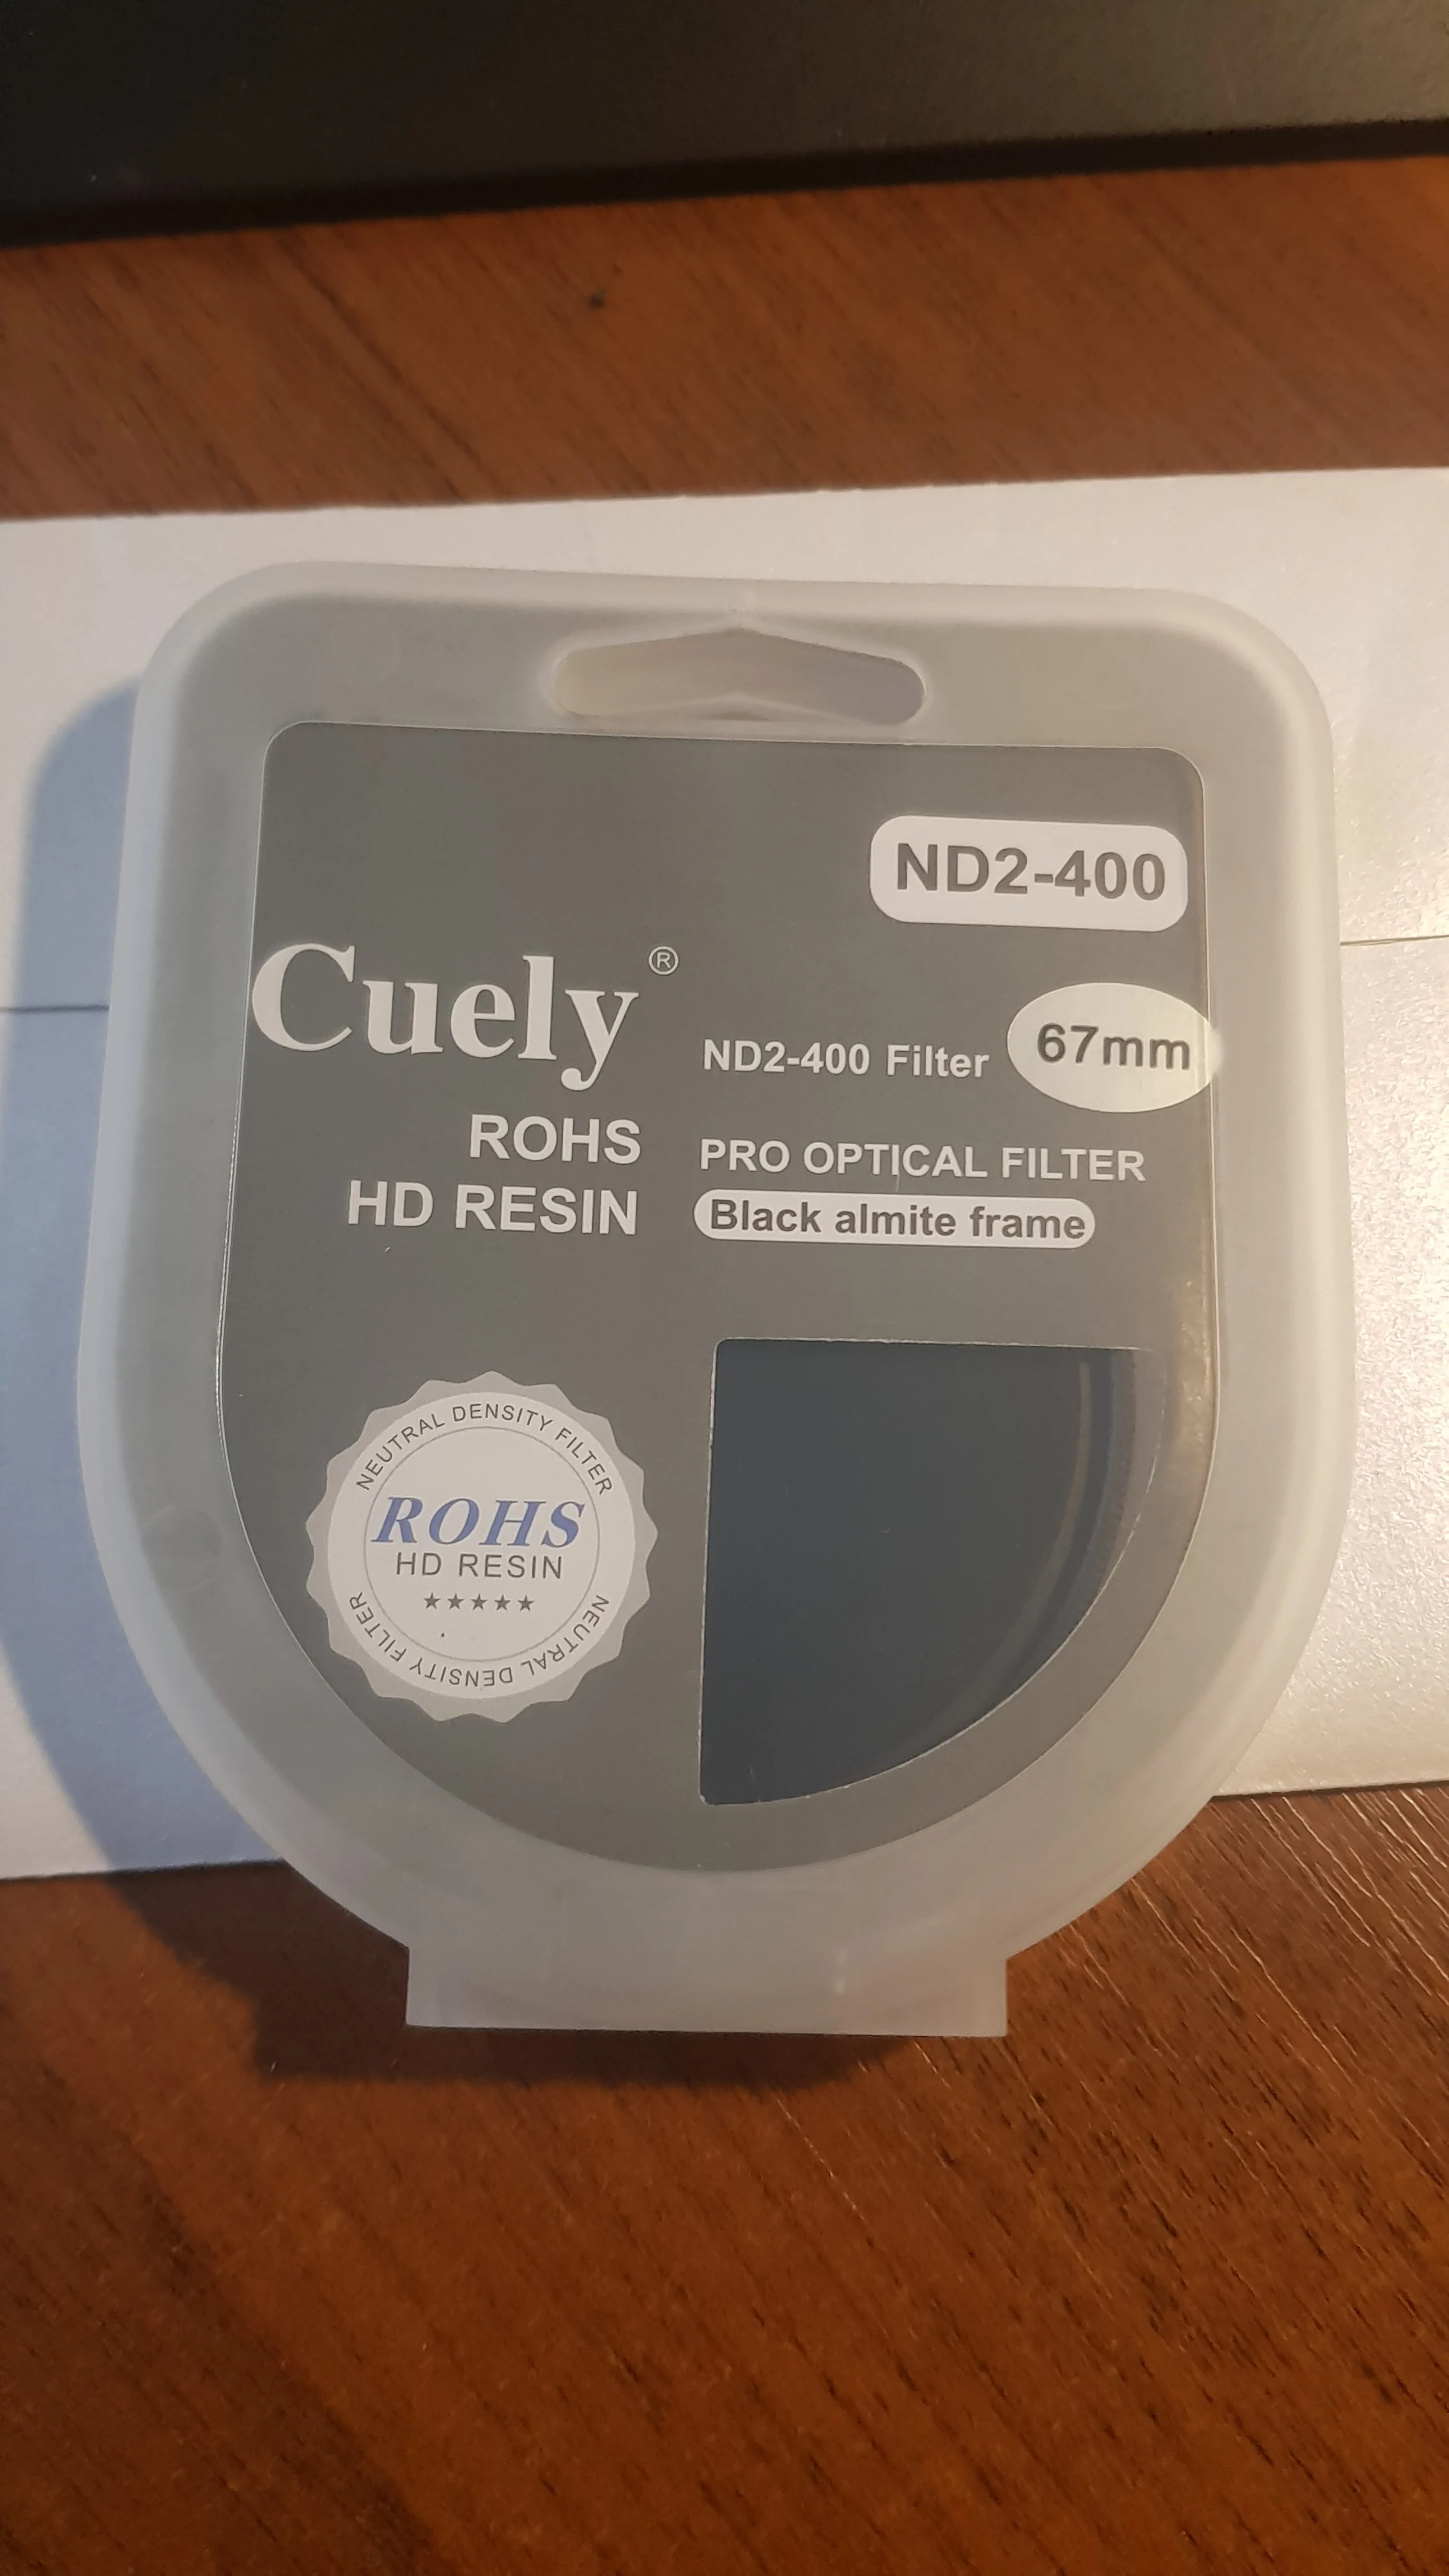 ND2-400
Cuely®
ND2-400 Filter
67mm
ROHS
HD RESIN
PRO OPTICAL FILTER
Black almite frame
NEUTRAL DENSITY FILTER
ROHS
HD RESIN
★★★★★
NEUTRAL DENSITY FILTER